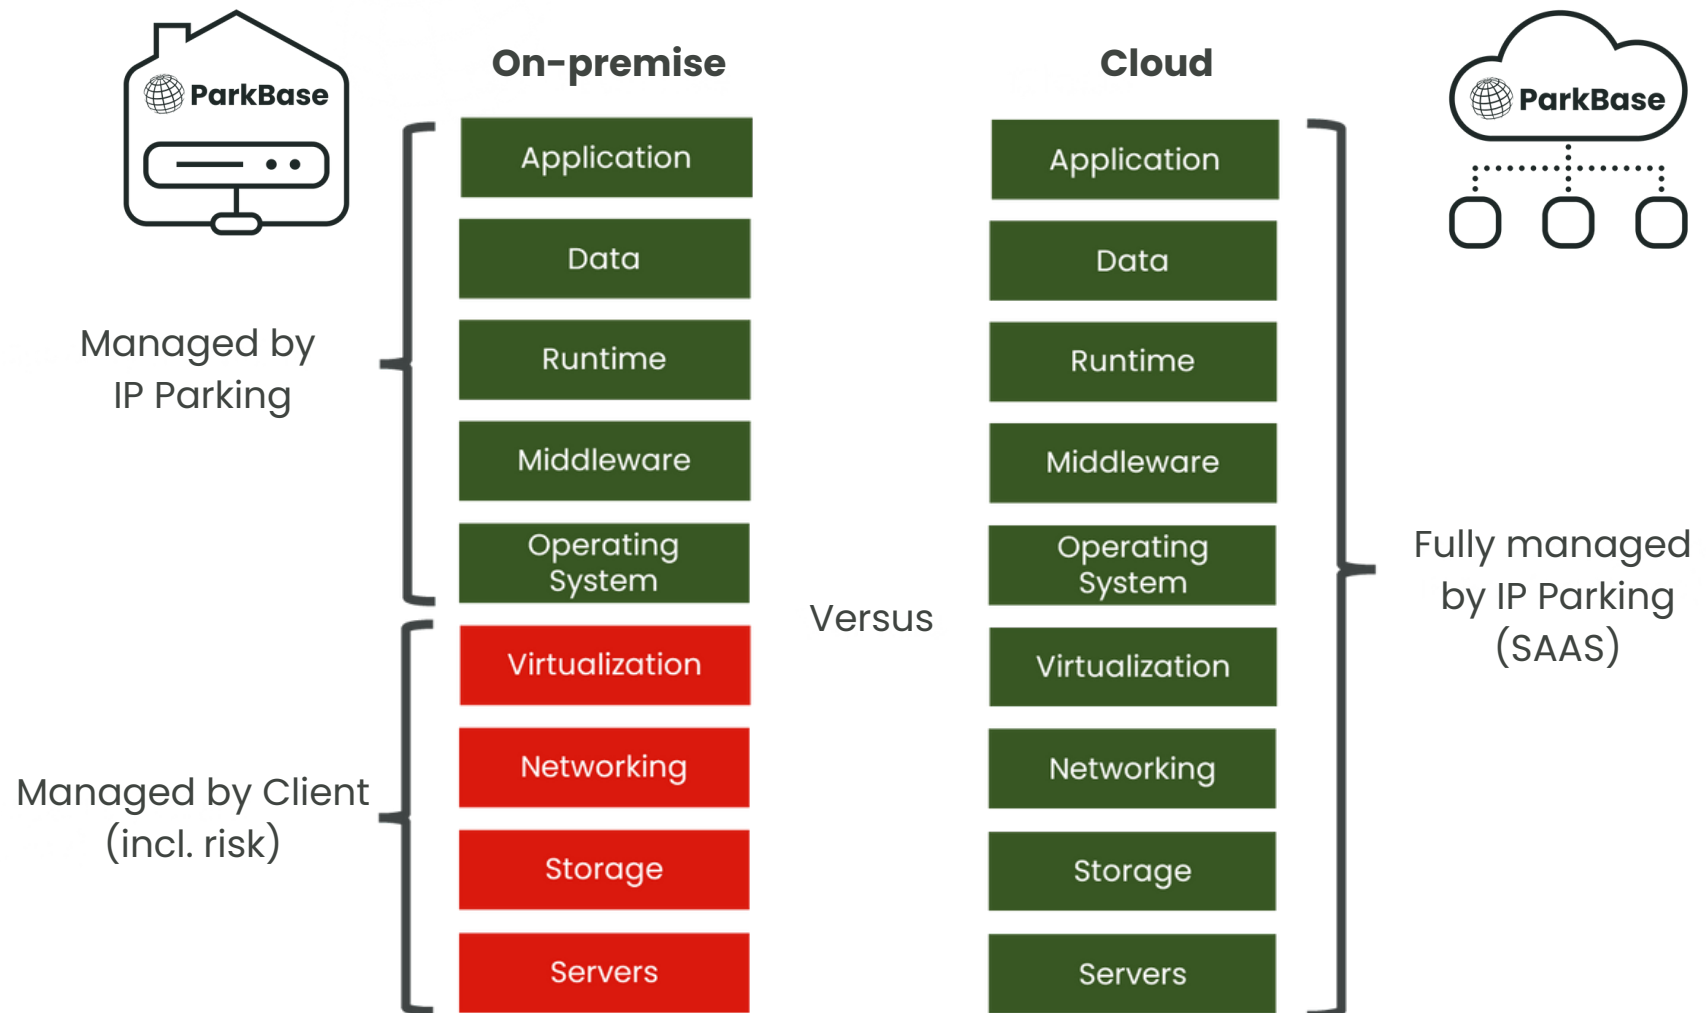 ParkBase
On-premise
Application
Data
Runtime
Middleware
Operating
System
Virtualization
Networking
Storage
Servers
Managed by
IP Parking
Managed by Client
(incl. risk)
Versus
Cloud
Application
Data
Runtime
Middleware
Operating
System
Virtualization
Networking
Storage
Servers
ParkBase
Fully managed
by IP Parking
(SAAS)